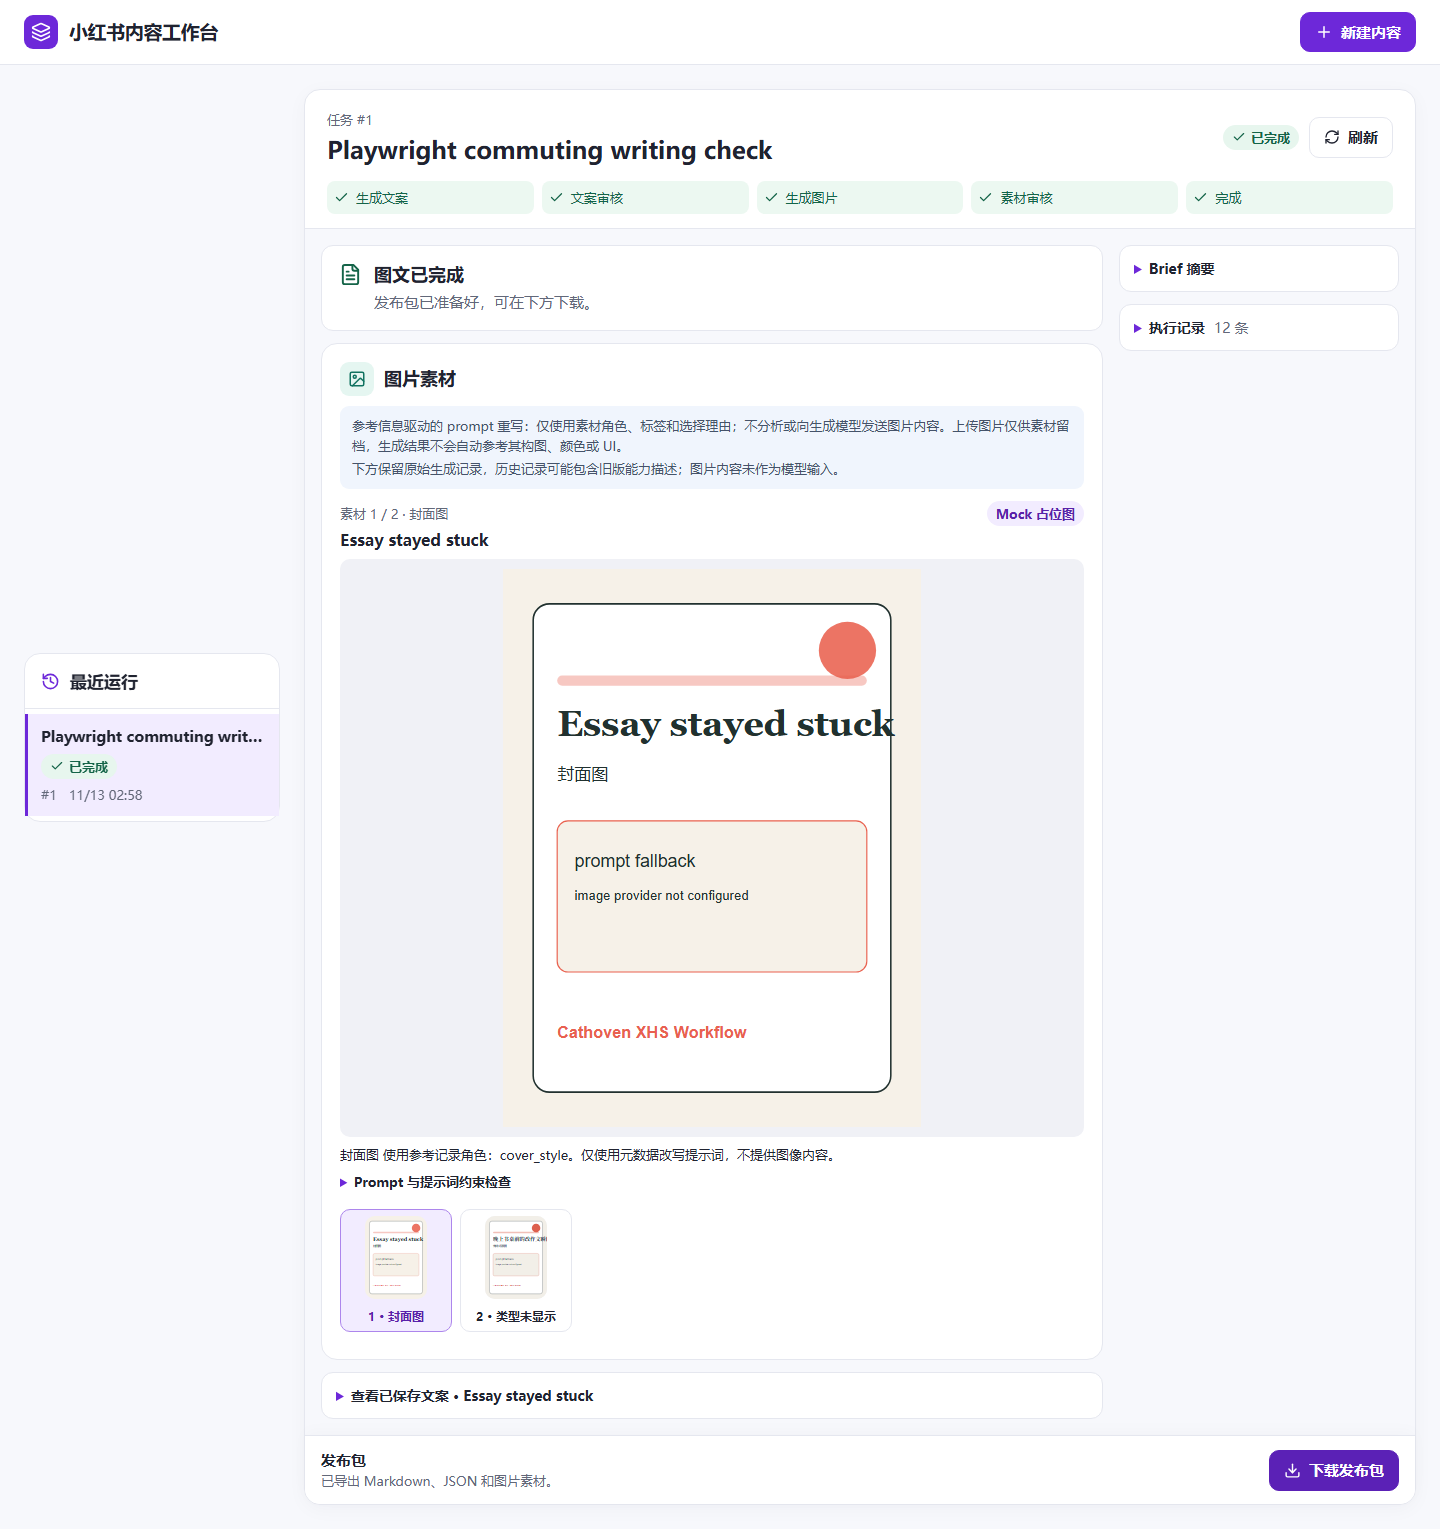 小红书内容工作台
新建内容
任务 #1
Playwright commuting writing check
已完成
刷新
生成文案
文案审核
生成图片
素材审核
完成
图文已完成
发布包已准备好，可在下方下载。
Brief 摘要
执行记录 12 条
图片素材
参考信息驱动的 prompt 重写：仅使用素材角色、标签和选择理由；不分析或向生成模型发送图片内容。上传图片仅供素材留
档，生成结果不会自动参考其构图、颜色或 UI。
下方保留原始生成记录，历史记录可能包含旧版能力描述；图片内容未作为模型输入。
素材 1 / 2 · 封面图
Mock 占位图
Essay stayed stuck
Essay stayed stuck
封面图
prompt fallback
image provider not configured
Cathoven XHS Workflow
最近运行
Playwright commuting writ...
已完成
#1 11/13 02:58
封面图 使用参考记录角色：cover_style。仅使用元数据改写提示词，不提供图像内容。
Prompt 与提示词约束检查
Essay stayed stuck
1 · 封面图
2 · 类型未显示
查看已保存文案 • Essay stayed stuck
发布包
已导出 Markdown、JSON 和图片素材。
下载发布包